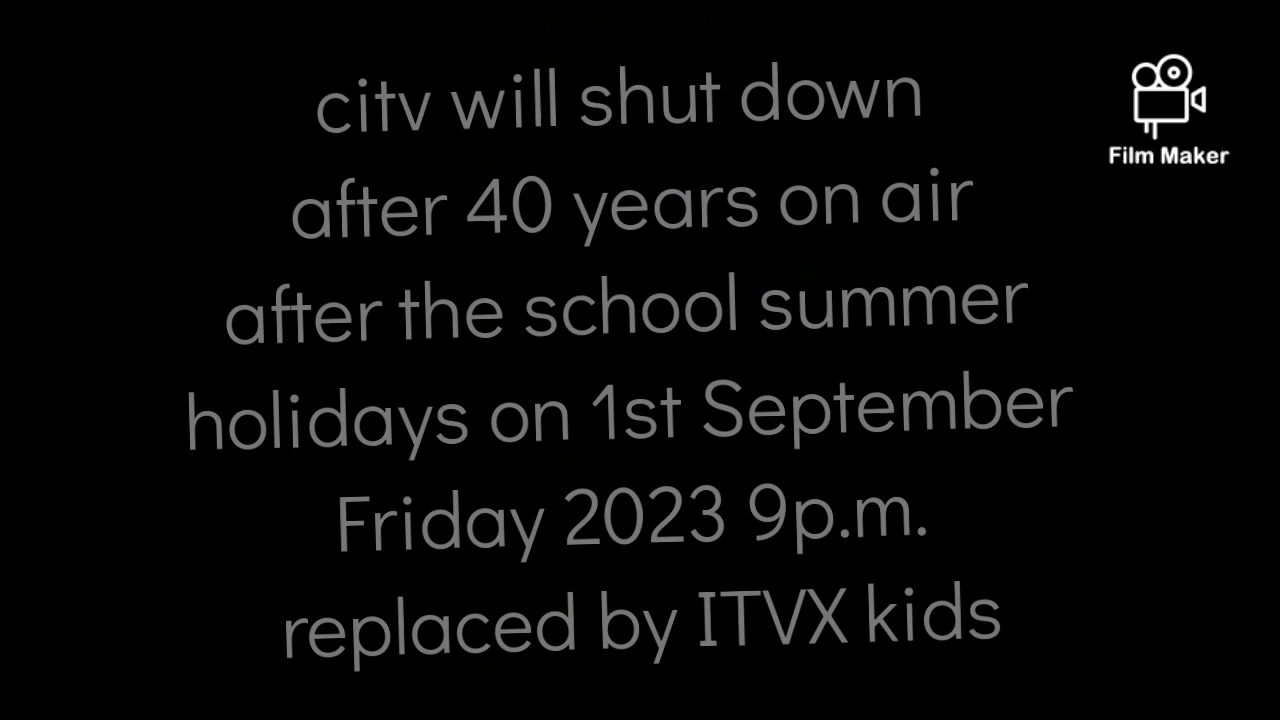 citv will shut down
after 40 years on air
after the school summer
holidays on 1st September
Friday 2023 9p.m.
replaced by ITVX kids
Film Maker